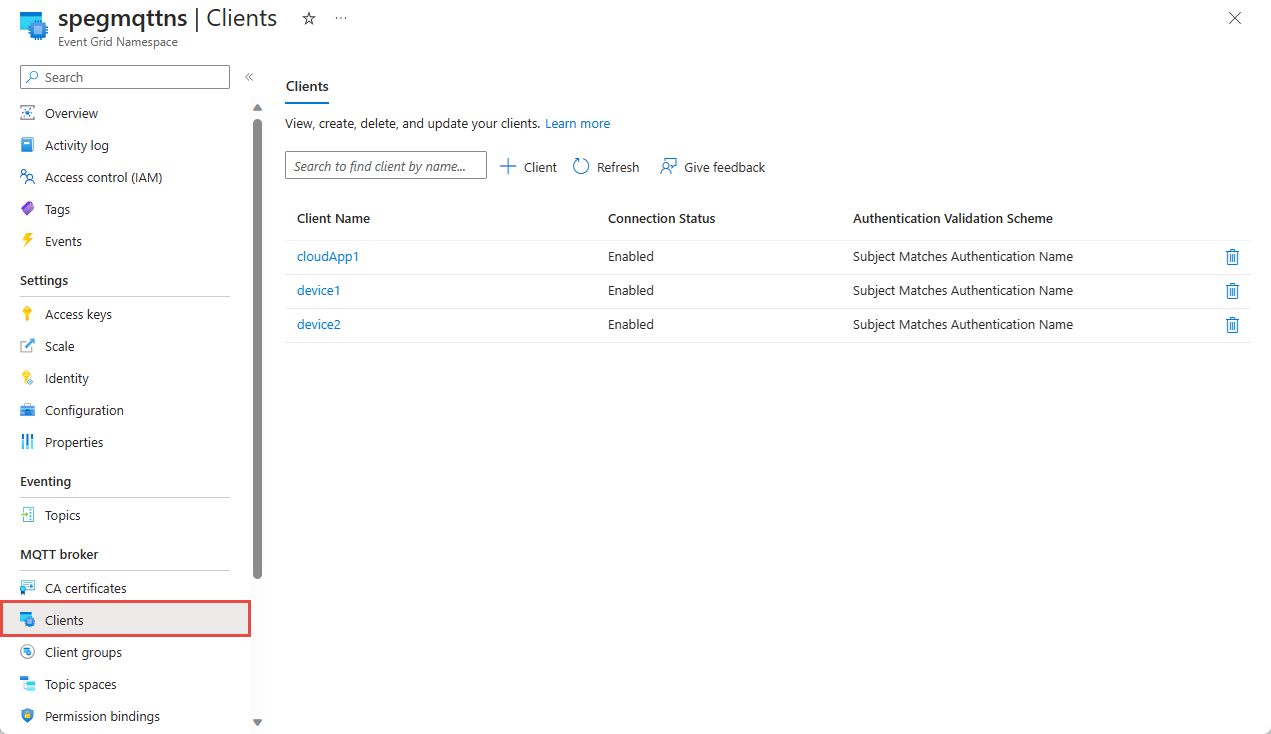 spegmqttns | Clients
Event Grid Namespace
Search
Overview
Activity log
Access control (IAM)
Tags
Events
Settings
Access keys
Scale
Identity
Configuration
Properties
Eventing
Topics
MQTT broker
CA certificates
Clients
Client groups
Topic spaces
Permission bindings
Clients
View, create, delete, and update your clients. Learn more
Search to find client by name... Client Refresh Give feedback
Client Name Connection Status Authentication Validation Scheme
cloudApp1 Enabled Subject Matches Authentication Name
device1 Enabled Subject Matches Authentication Name
device2 Enabled Subject Matches Authentication Name